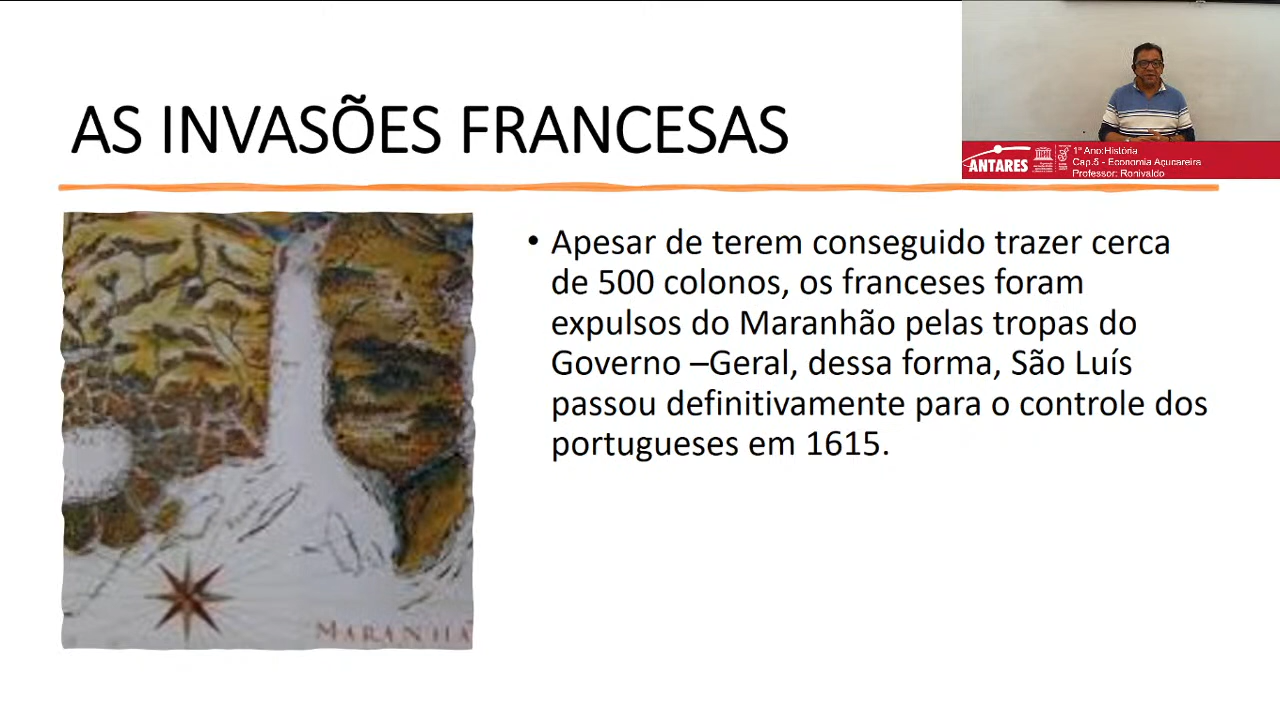 AS INVASÕES FRANCESAS
ANTARES
1ª Ano:História
Cap.5 - Economia Açucareira
Professor: Ronivaldo
• Apesar de terem conseguido trazer cerca
de 500 colonos, os franceses foram
expulsos do Maranhão pelas tropas do
Governo –Geral, dessa forma, São Luís
passou definitivamente para o controle dos
portugueses em 1615.
MARANHA